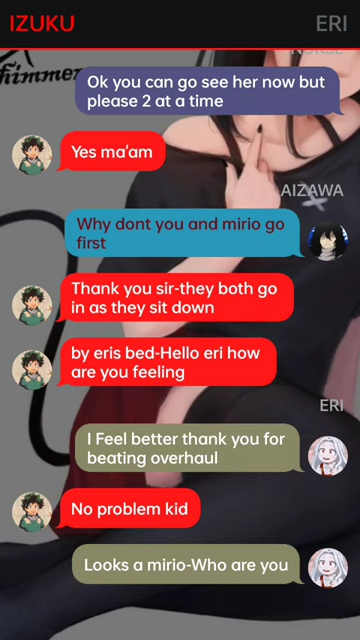 IZUKU
ERI
himmer
Ok you can go see her now but
please 2 at a time
Yes ma'am
AIZAWA
Why dont you and mirio go
first
Thank you sir-they both go
in as they sit down
by eris bed-Hello eri how
are you feeling
ERI
I Feel better thank you for
beating overhaul
No problem kid
Looks a mirio-Who are you